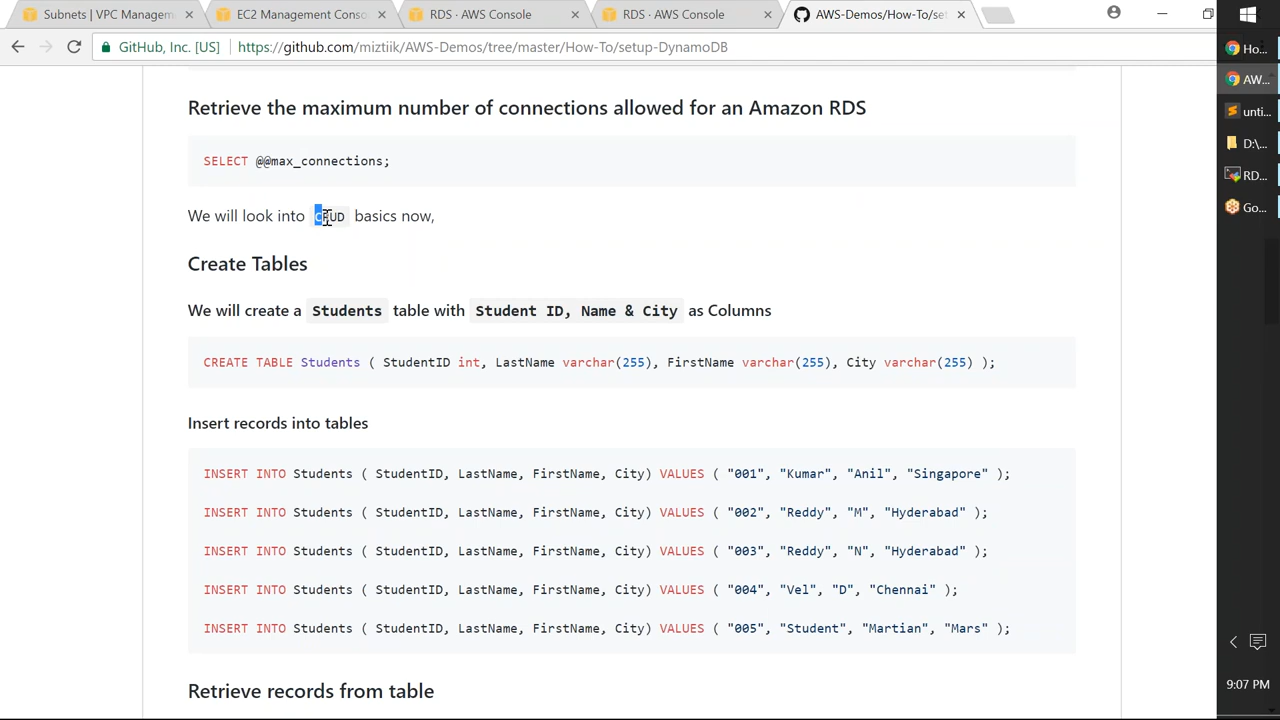 Subnets | VPC Managem
EC2 Management Conso
RDS · AWS Console
RDS · AWS Console
AWS-Demos/How-To/set
GitHub, Inc. [US]
https://github.com/miztiik/AWS-Demos/tree/master/How-To/setup-DynamoDB
Retrieve the maximum number of connections allowed for an Amazon RDS
SELECT @@max_connections;
We will look into CRUD basics now,
Create Tables
We will create a Students table with Student ID, Name & City as Columns
CREATE TABLE Students ( StudentID int, LastName varchar(255), FirstName varchar(255), City varchar(255) );
Insert records into tables
INSERT INTO Students ( StudentID, LastName, FirstName, City) VALUES ( "001", "Kumar", "Anil", "Singapore" );
INSERT INTO Students ( StudentID, LastName, FirstName, City) VALUES ( "002", "Reddy", "M", "Hyderabad" );
INSERT INTO Students ( StudentID, LastName, FirstName, City) VALUES ( "003", "Reddy", "N", "Hyderabad" );
INSERT INTO Students ( StudentID, LastName, FirstName, City) VALUES ( "004", "Vel", "D", "Chennai" );
INSERT INTO Students ( StudentID, LastName, FirstName, City) VALUES ( "005", "Student", "Martian", "Mars" );
Retrieve records from table
Ho...
AW...
unti...
D:\...
RD...
Go...
9:07 PM